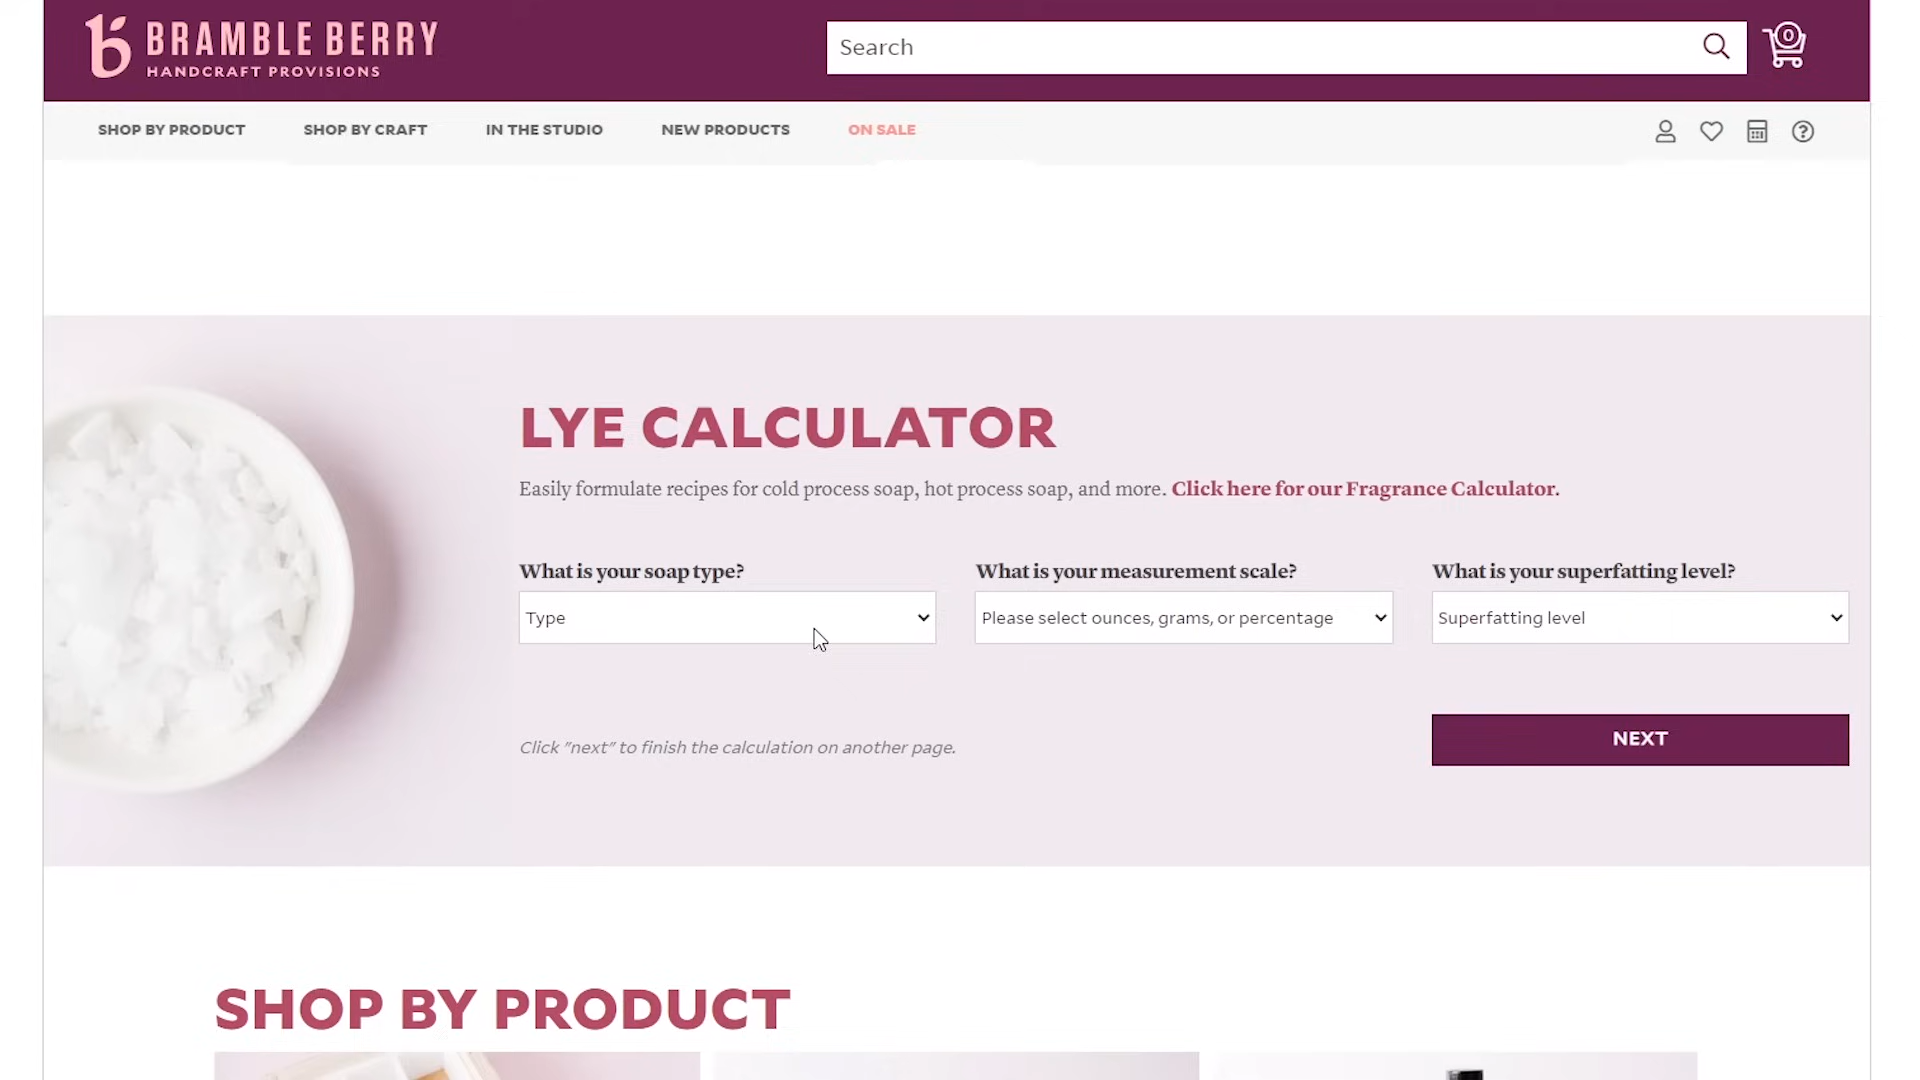 BRAMBLE BERRY
HANDCRAFT PROVISIONS
Search
0
SHOP BY PRODUCT
SHOP BY CRAFT
IN THE STUDIO
NEW PRODUCTS
ON SALE
LYE CALCULATOR
Easily formulate recipes for cold process soap, hot process soap, and more. Click here for our Fragrance Calculator.
What is your soap type?
What is your measurement scale?
What is your superfatting level?
Type
Please select ounces, grams, or percentage
Superfatting level
Click "next" to finish the calculation on another page.
NEXT
SHOP BY PRODUCT